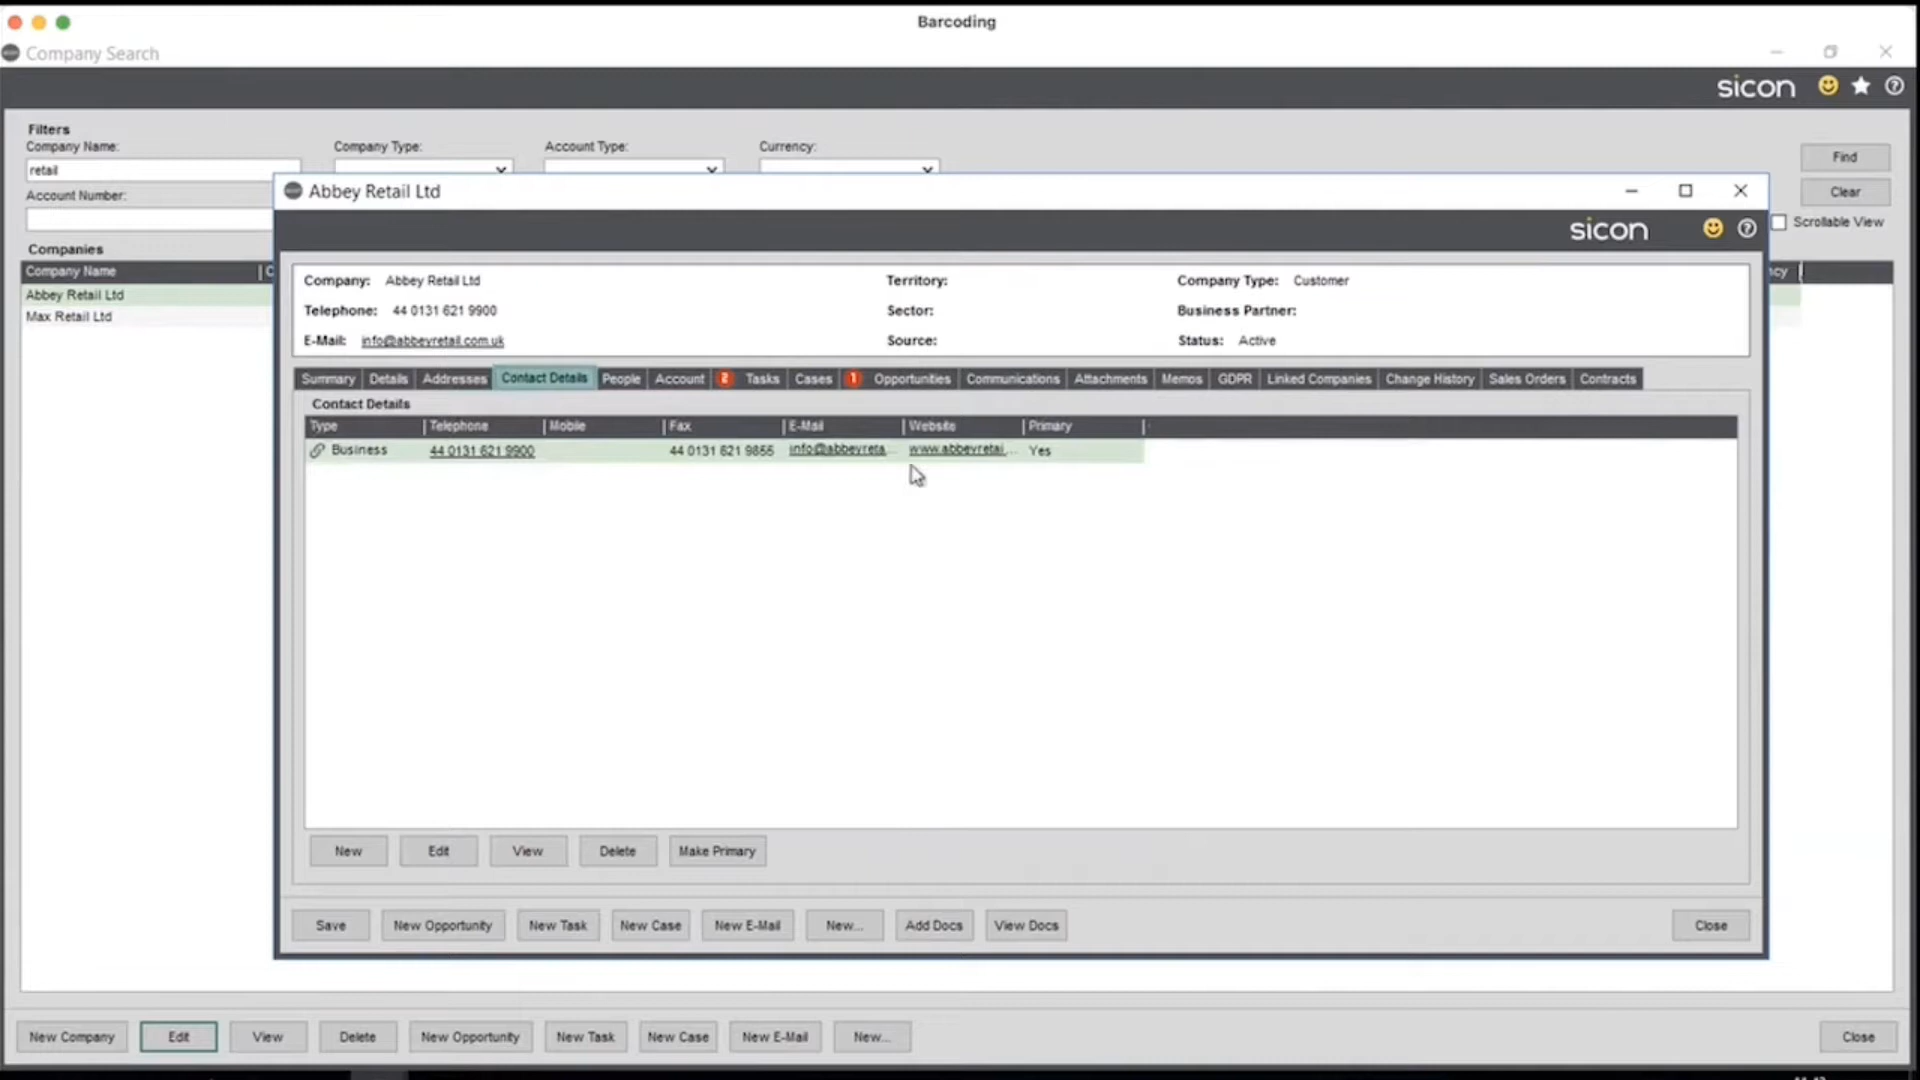 Barcoding
Company Search
sicon
Filters
Company Name: Company Type: Account Type: Currency:
retail
Find
Account Number:
Clear
Scrollable View
Companies
Company Name
Abbey Retail Ltd
Max Retail Ltd
Abbey Retail Ltd
sicon
Company: Abbey Retail Ltd Territory: Company Type: Customer
Telephone: 44 0131 621 9900 Sector: Business Partner:
E-Mail: info@abbeyretail.com.uk Source: Status: Active
Summary Details Addresses Contact Details People Account 2 Tasks Cases 1 Opportunities Communications Attachments Memos GDPR Linked Companies Change History Sales Orders Contracts
Contact Details
Type Telephone Mobile Fax E-Mail Website Primary
Business 44 0131 621 9900 44 0131 621 9855 info@abbeyreta... www.abbeyretai... Yes
New Edit View Delete Make Primary
Save New Opportunity New Task New Case New E-Mail New... Add Docs View Docs Close
New Company Edit View Delete New Opportunity New Task New Case New E-Mail New... Close